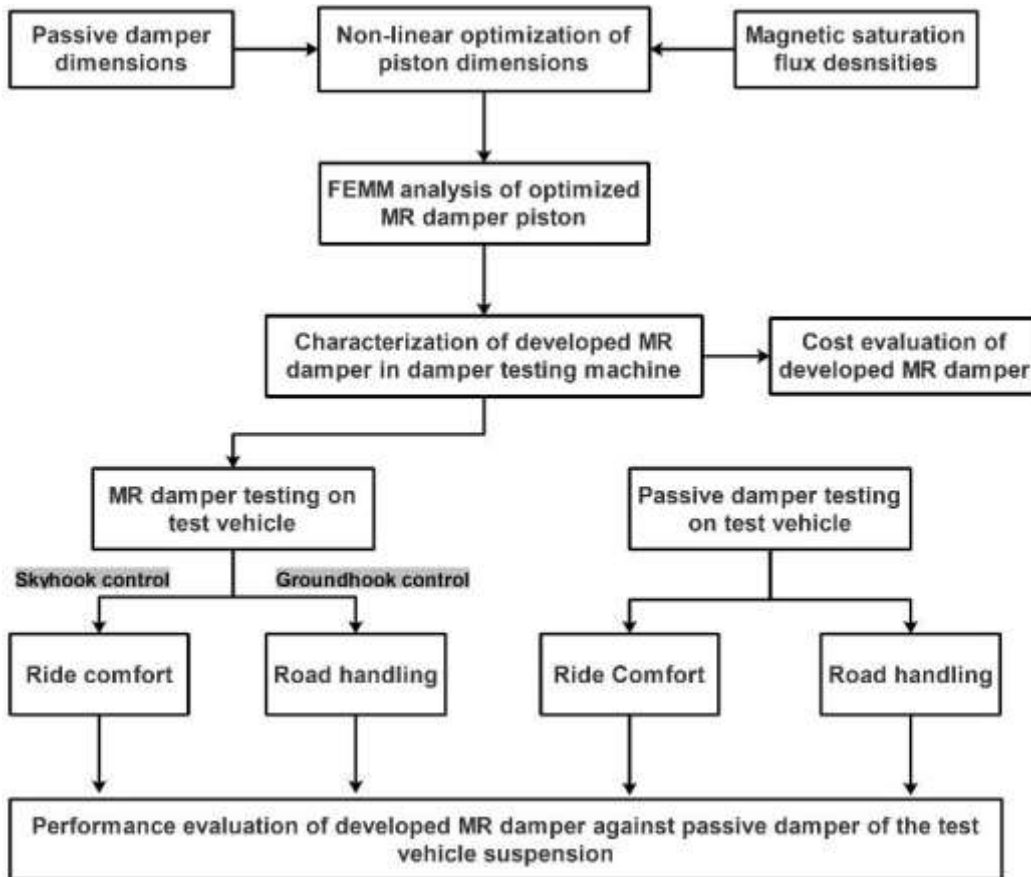 Passive damper
dimensions
Non-linear optimization of
piston dimensions
Magnetic saturation
flux desnsities
FEMM analysis of optimized
MR damper piston
Characterization of developed MR
damper in damper testing machine
Cost evaluation of
developed MR damper
MR damper testing on
test vehicle
Passive damper testing
on test vehicle
Skyhook control
Groundhook control
Ride comfort
Road handling
Ride Comfort
Road handling
Performance evaluation of developed MR damper against passive damper of the test
vehicle suspension